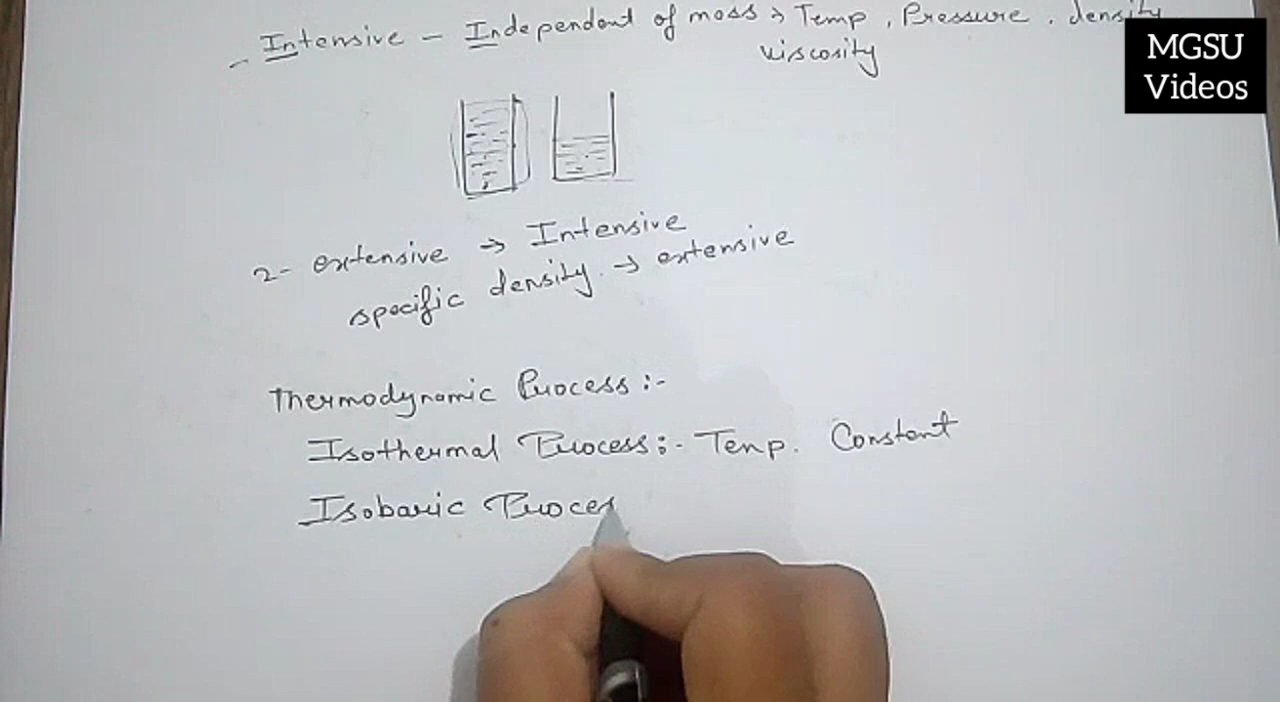 - Intensive - Independent of mass → Temp, Pressure, density
viscosity
MGSU
Videos
2- extensive → Intensive
specific density. → extensive
Thermodynamic Process :-
Isothermal Process :- Temp. Constant
Isobaric Proces